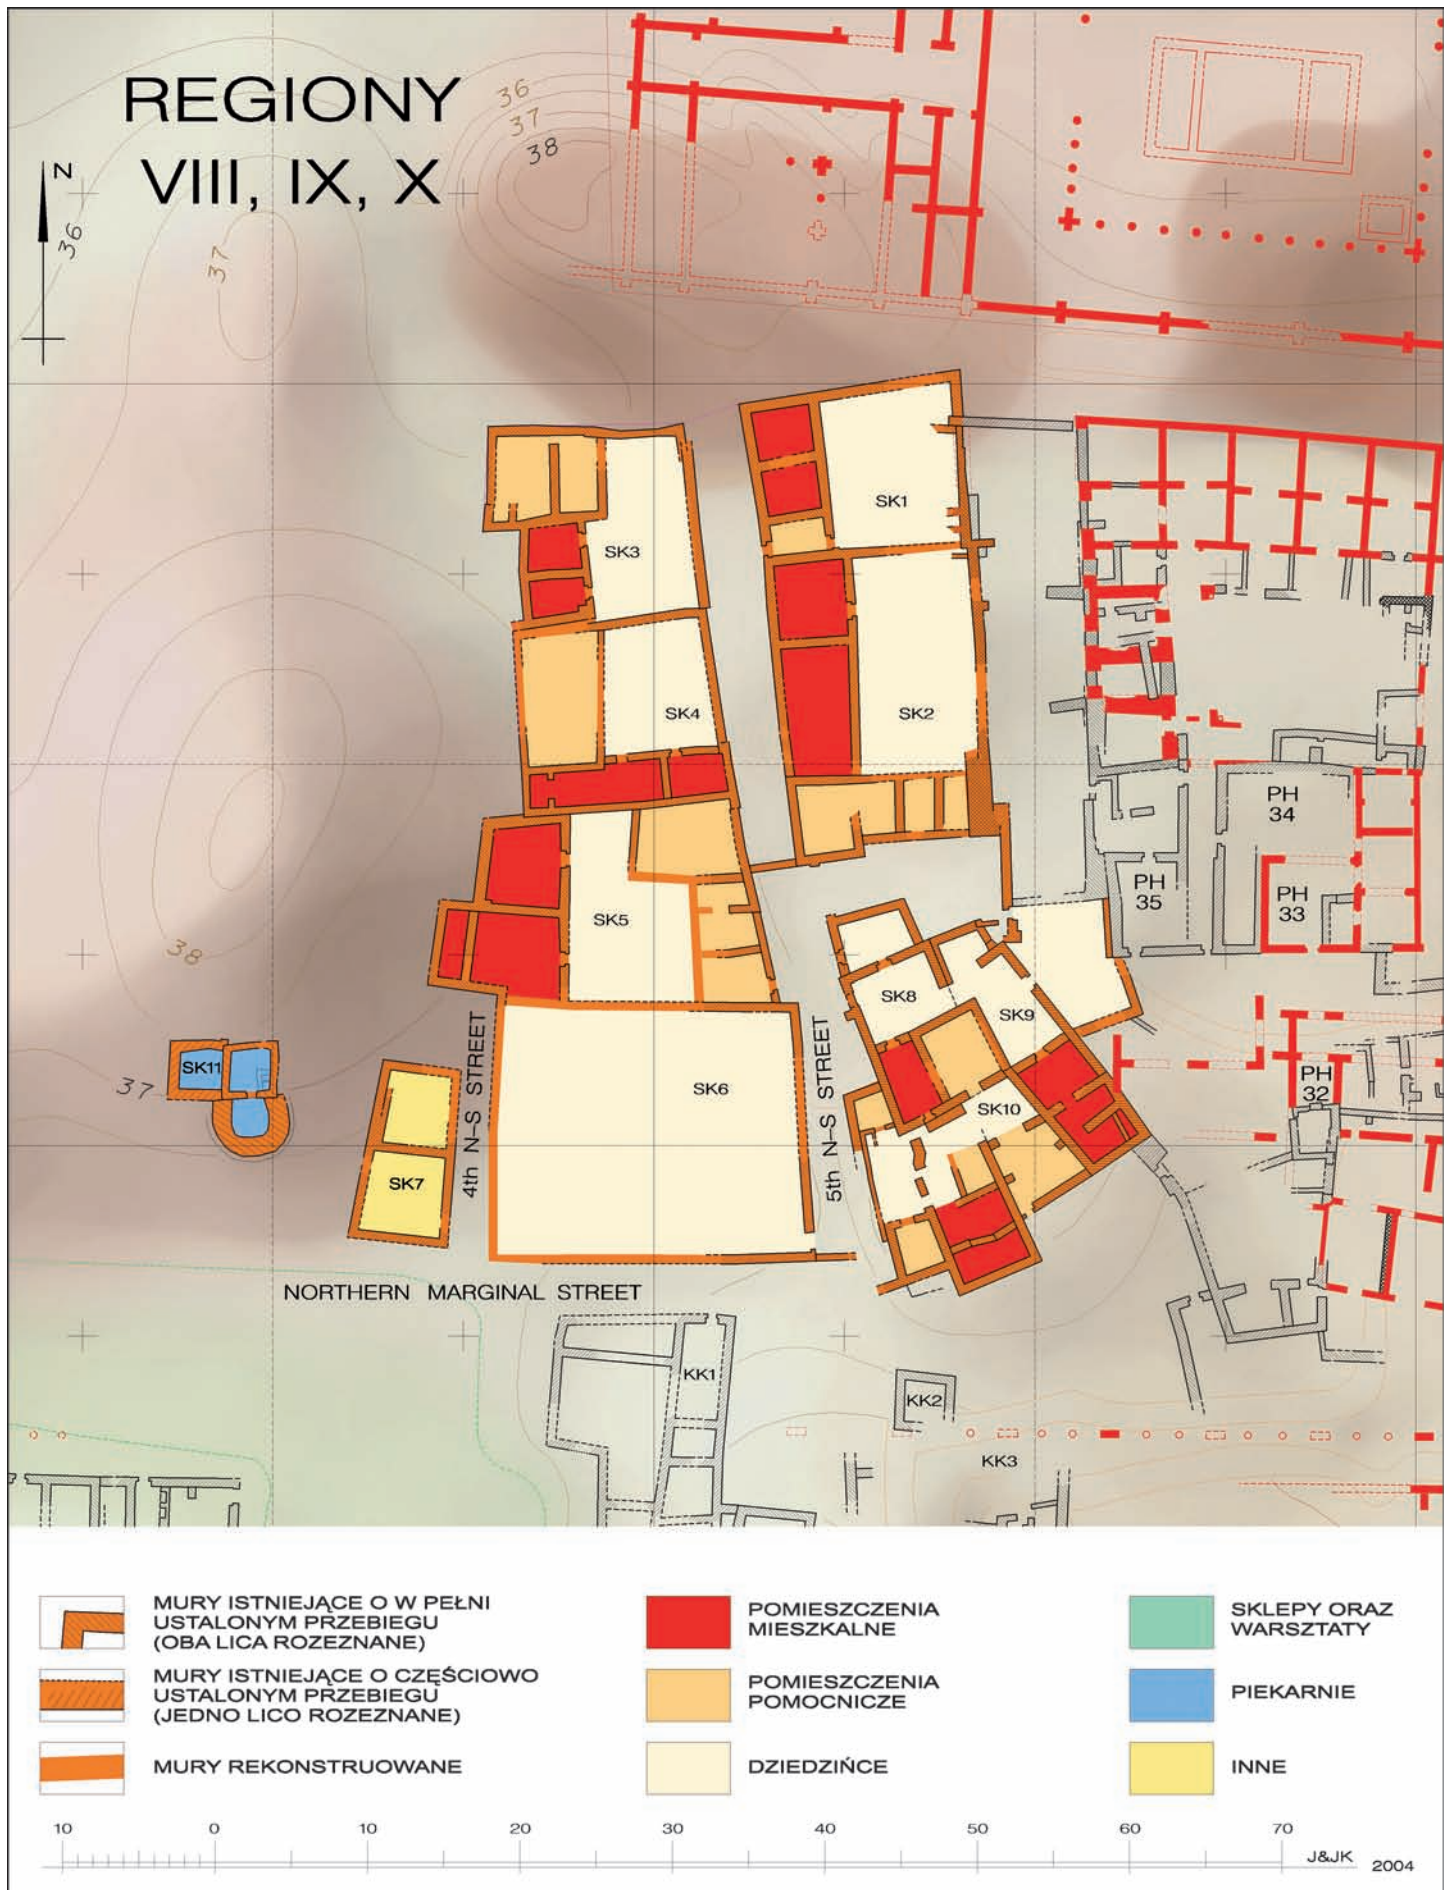 REGIONY
VIII, IX, X
N
36
37
38
36
37
SK1
SK3
SK4
SK2
PH
34
PH
35
PH
33
SK5
38
SK8
SK9
SK11
37
4th N–S STREET
SK6
5th N–S STREET
SK10
PH
32
SK7
NORTHERN MARGINAL STREET
KK1
KK2
KK3
MURY ISTNIEJĄCE O W PEŁNI
USTALONYM PRZEBIEGU
(OBA LICA ROZEZNANE)
MURY ISTNIEJĄCE O CZĘŚCIOWO
USTALONYM PRZEBIEGU
(JEDNO LICO ROZEZNANE)
MURY REKONSTRUOWANE
POMIESZCZENIA
MIESZKALNE
POMIESZCZENIA
POMOCNICZE
DZIEDZIŃCE
SKLEPY ORAZ
WARSZTATY
PIEKARNIE
INNE
10 0 10 20 30 40 50 60 70
J&JK 2004